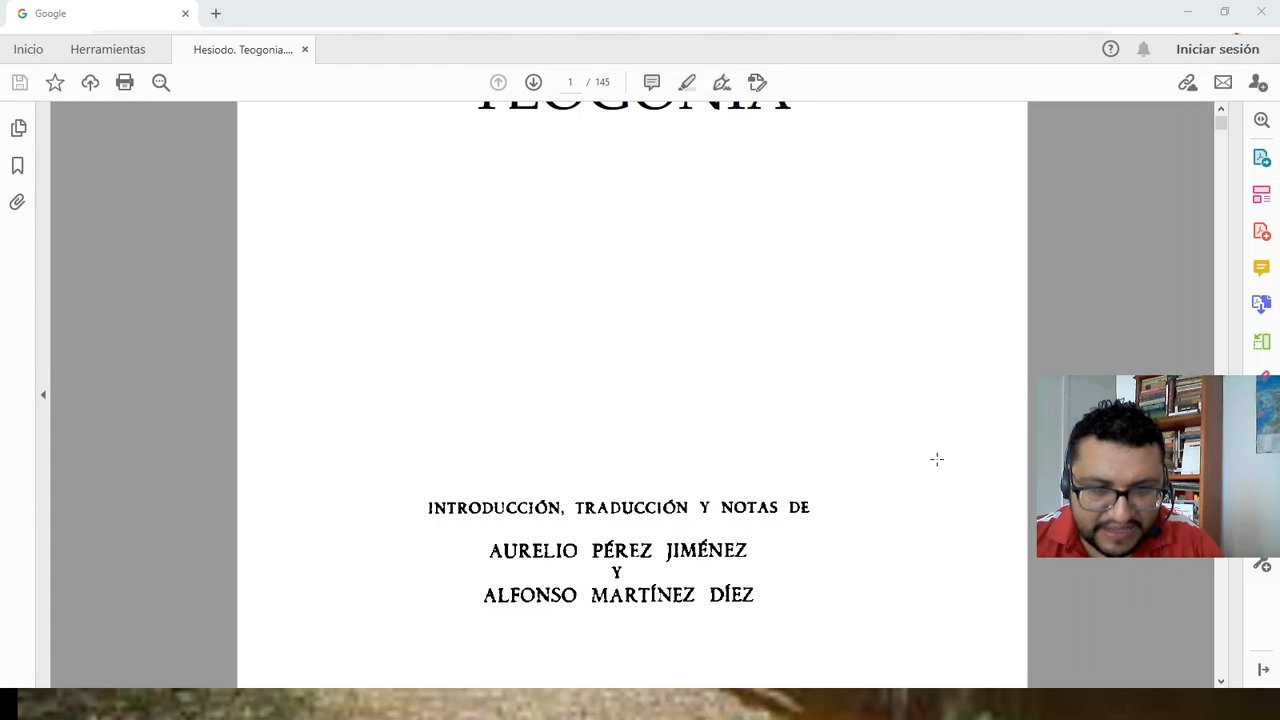 Google
Inicio
Herramientas
Hesiodo. Teogonia....
Iniciar sesión
1 / 145
TEOGONÍA
INTRODUCCIÓN, TRADUCCIÓN Y NOTAS DE
AURELIO PÉREZ JIMÉNEZ
Y
ALFONSO MARTÍNEZ DÍEZ